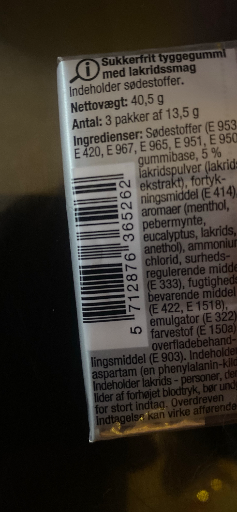 Sukkerfrit tyggegummi
med lakridssmag
Indeholder sødestoffer.
Nettovægt: 40,5 g
Antal: 3 pakker af 13,5 g
Ingredienser: Sødestoffer (E 953,
E 420, E 967, E 965, E 951, E 950
gummibase, 5 %
lakridspulver (lakrids
ekstrakt), fortyk-
ningsmiddel (E 414),
aromaer (menthol,
pebermynte,
eucalyptus, lakrids,
anethol), ammonium
chlorid, surheds-
regulerende midde
(E 333), fugtigheds
bevarende middel
(E 422, E 1518),
emulgator (E 322)
farvestof (E 150a)
overfladebehand-
lingsmiddel (E 903). Indeholder
aspartam (en phenylalanin-kild
Indeholder lakrids - personer, der
lider af forhøjet blodtryk, bør und
for stort indtag. Overdreven
indtagelse kan virke afførende
5 712876 365262